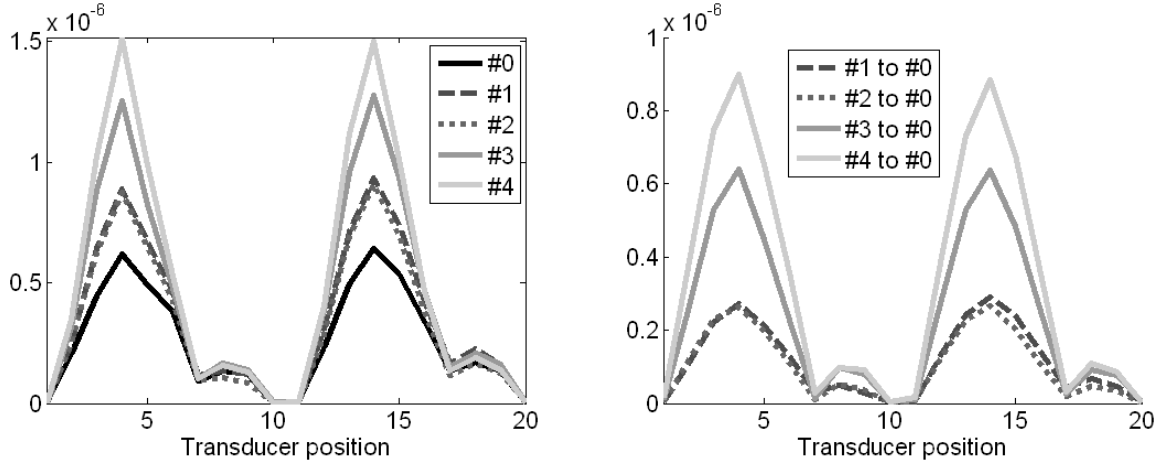 x 10^-6
1.5
1
0.5
0
5
10
15
20
Transducer position
#0
#1
#2
#3
#4
x 10^-6
1
0.8
0.6
0.4
0.2
0
5
10
15
20
Transducer position
#1 to #0
#2 to #0
#3 to #0
#4 to #0